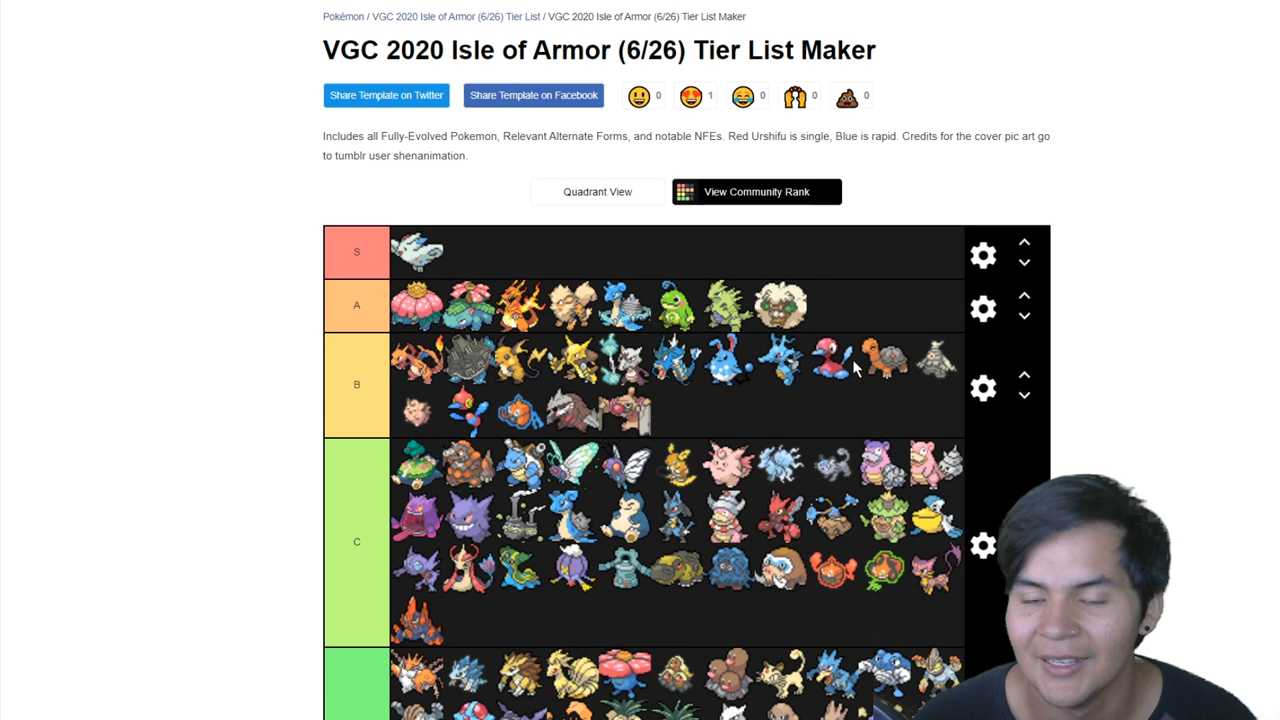 Pokémon / VGC 2020 Isle of Armor (6/26) Tier List / VGC 2020 Isle of Armor (6/26) Tier List Maker
VGC 2020 Isle of Armor (6/26) Tier List Maker
Share Template on Twitter
Share Template on Facebook
0
1
0
0
0
Includes all Fully-Evolved Pokemon, Relevant Alternate Forms, and notable NFEs. Red Urshifu is single, Blue is rapid. Credits for the cover pic art go
to tumblr user shenanimation.
Quadrant View
View Community Rank
S
A
B
C